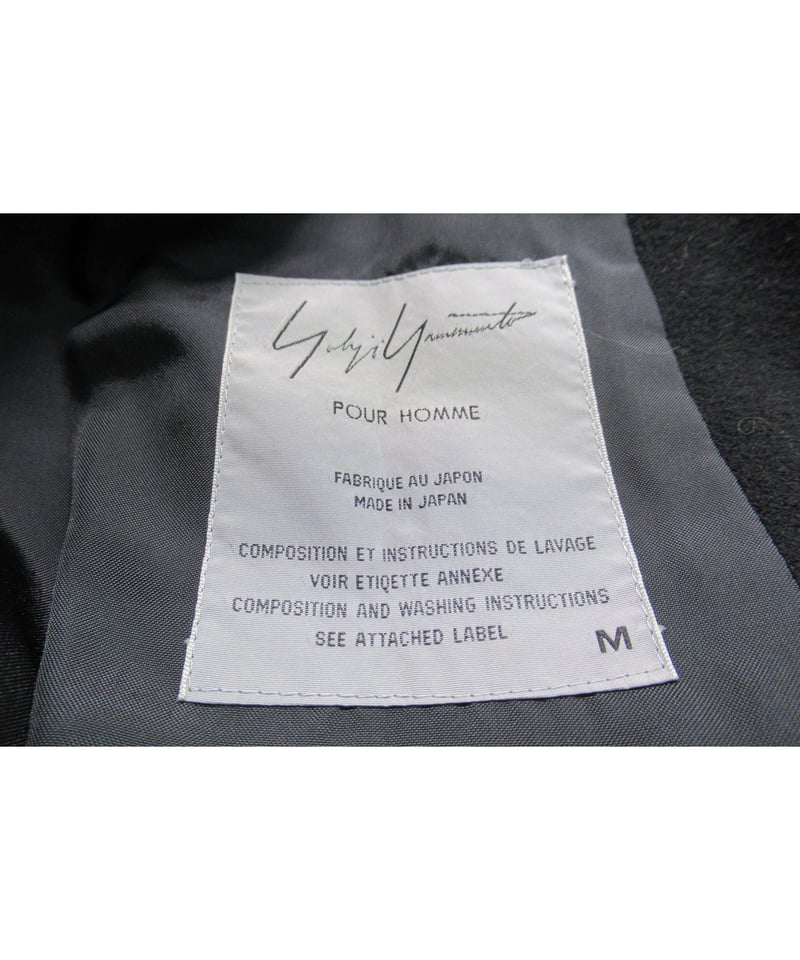 Yohji Yamamoto
POUR HOMME
FABRIQUE AU JAPON
MADE IN JAPAN
COMPOSITION ET INSTRUCTIONS DE LAVAGE
VOIR ETIQETTE ANNEXE
COMPOSITION AND WASHING INSTRUCTIONS
SEE ATTACHED LABEL
M